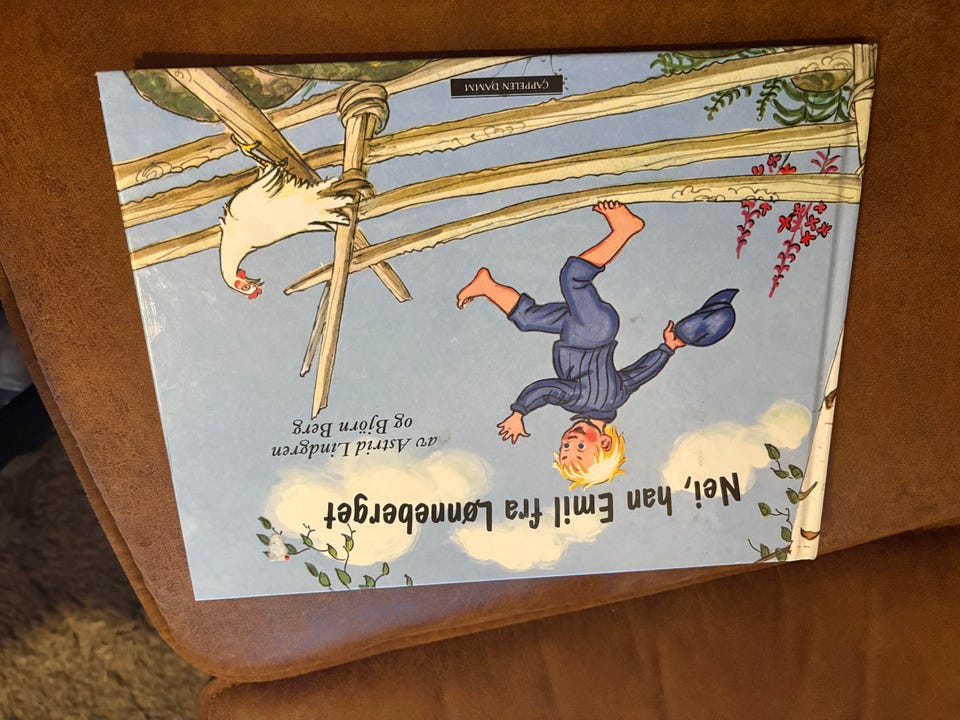 Nei, han Emil fra Lønneberget
av Astrid Lindgren
og Björn Berg
CAPPELEN DAMM